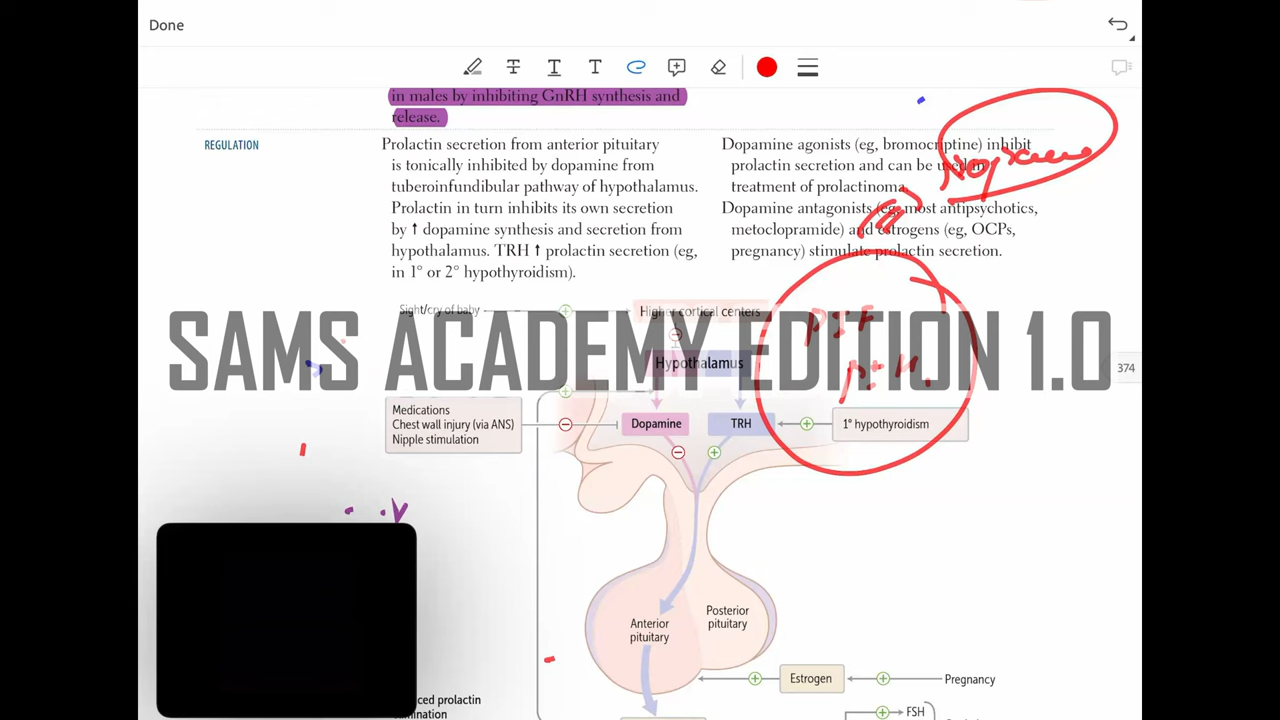 Done
in males by inhibiting GnRH synthesis and
release.
REGULATION
Prolactin secretion from anterior pituitary
is tonically inhibited by dopamine from
tuberoinfundibular pathway of hypothalamus.
Prolactin in turn inhibits its own secretion
by ↑ dopamine synthesis and secretion from
hypothalamus. TRH ↑ prolactin secretion (eg,
in 1° or 2° hypothyroidism).
Dopamine agonists (eg, bromocriptine) inhibit
prolactin secretion and can be used in
treatment of prolactinoma.
Dopamine antagonists (eg, most antipsychotics,
metoclopramide) and estrogens (eg, OCPs,
pregnancy) stimulate prolactin secretion.
PIF
Sight/cry of baby
Higher cortical centers
SAMS ACADEMY EDITION 1.0
Hypothalamus
374
Medications
Chest wall injury (via ANS)
Nipple stimulation
Dopamine
TRH
1° hypothyroidism
Anterior
pituitary
Posterior
pituitary
Estrogen
Pregnancy
ced prolactin
FSH